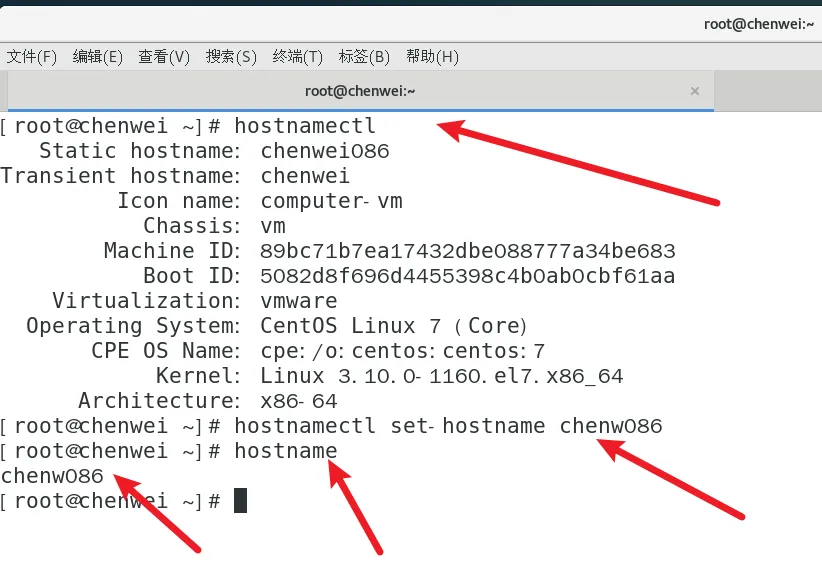 root@chenwei:~
文件(F) 编辑(E) 查看(V) 搜索(S) 终端(T) 标签(B) 帮助(H)
root@chenwei:~ ×
[root@chenwei ~]# hostnamectl
Static hostname: chenwei086
Transient hostname: chenwei
Icon name: computer-vm
Chassis: vm
Machine ID: 89bc71b7ea17432dbe088777a34be683
Boot ID: 5082d8f696d4455398c4b0ab0cbf61aa
Virtualization: vmware
Operating System: CentOS Linux 7 (Core)
CPE OS Name: cpe:/o:centos:centos:7
Kernel: Linux 3.10.0-1160.el7.x86_64
Architecture: x86-64
[root@chenwei ~]# hostnamectl set-hostname chenw086
[root@chenwei ~]# hostname
chenw086
[root@chenwei ~]#